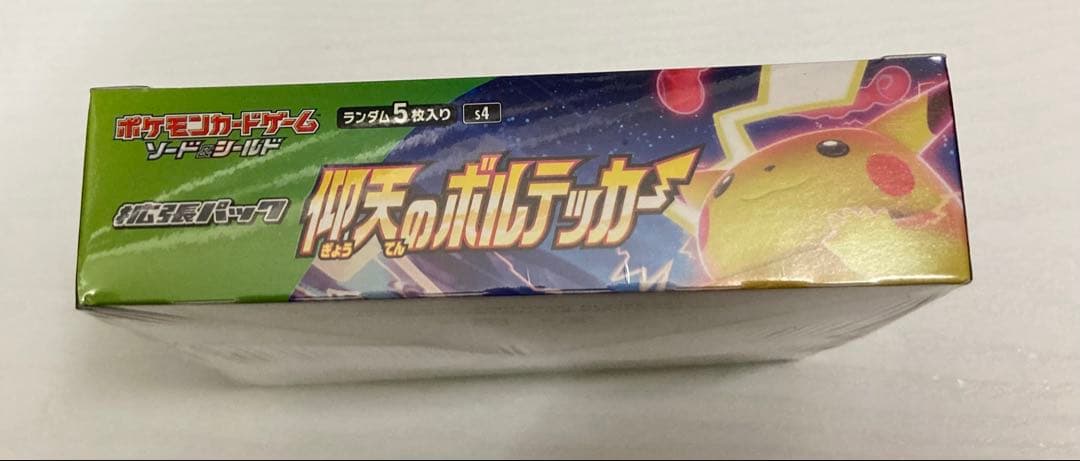 ポケモンカードゲーム
ソード&シールド
ランダム5枚入り s4
拡張パック
仰天のボルテッカー
ぎょう てん